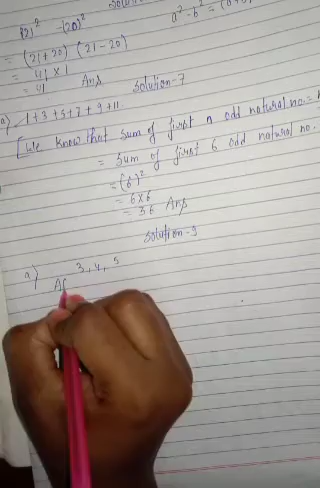 (21)² - (20)²
a² - b² = (a+b)
= (21+20) (21-20)
= 41 × 1
= 41 Ans
Solution-7
a) 1+3+5+7+9+11
[We know that sum of first n odd natural no. =
= Sum of first 6 odd natural no.
= (6)²
= 6×6
= 36 Ans
Solution-9
a) 3, 4, 5